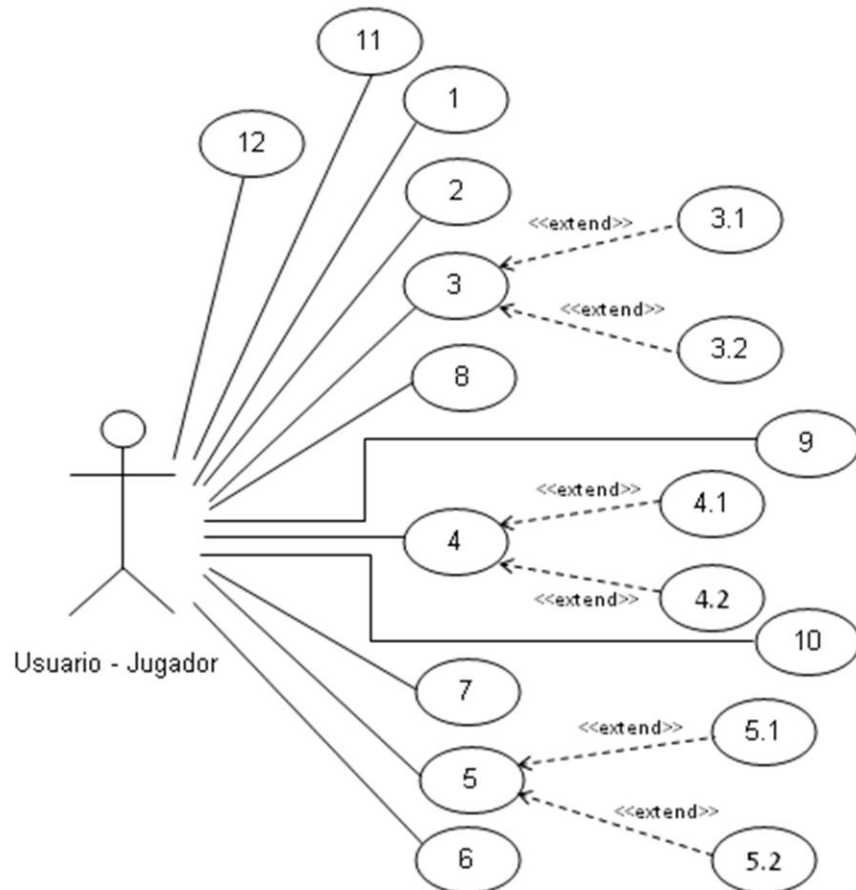 11
1
12
2
<<extend>>
3.1
3
<<extend>>
3.2
8
9
<<extend>>
4.1
4
<<extend>>
4.2
10
Usuario - Jugador
7
<<extend>>
5.1
5
<<extend>>
6
5.2